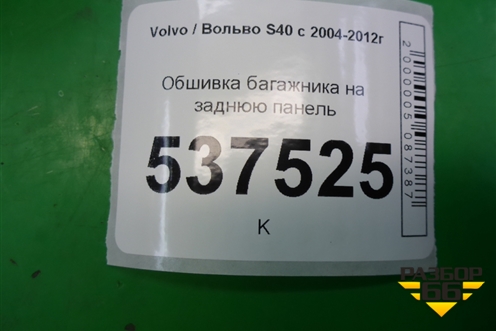 Volvo / Вольво S40 с 2004-2012г
Обшивка багажника на
заднюю панель
537525
К
2000005087387
РАЗБОР
66